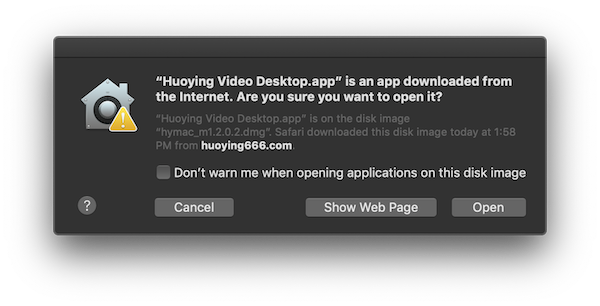 “Huoying Video Desktop.app” is an app downloaded from
the Internet. Are you sure you want to open it?
“Huoying Video Desktop.app” is on the disk image
“hymac_m1.2.0.2.dmg”. Safari downloaded this disk image today at 1:58
PM from huoying666.com.
Don’t warn me when opening applications on this disk image
?
Cancel
Show Web Page
Open